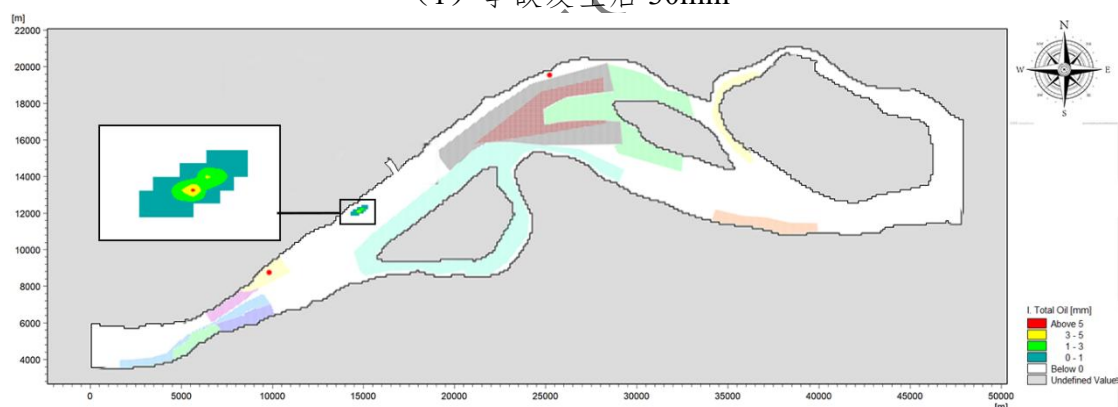 [m]
22000
20000
18000
16000
14000
12000
10000
8000
6000
4000
0 5000 10000 15000 20000 25000 30000 35000 40000 45000 50000
[m]
N
W E
S
I. Total Oil [mm]
Above 5
3 - 5
1 - 3
0 - 1
Below 0
Undefined Value